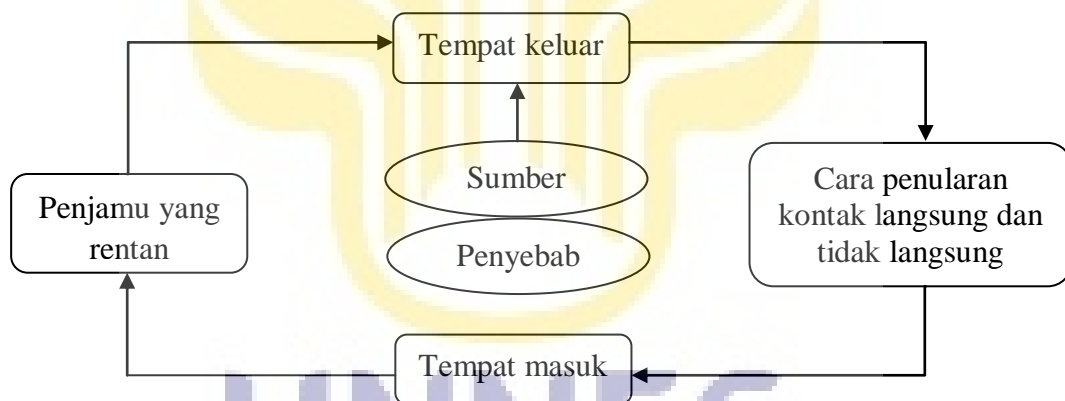 Tempat keluar
Sumber
Penyebab
Penjamu yang
rentan
Cara penularan
kontak langsung dan
tidak langsung
Tempat masuk